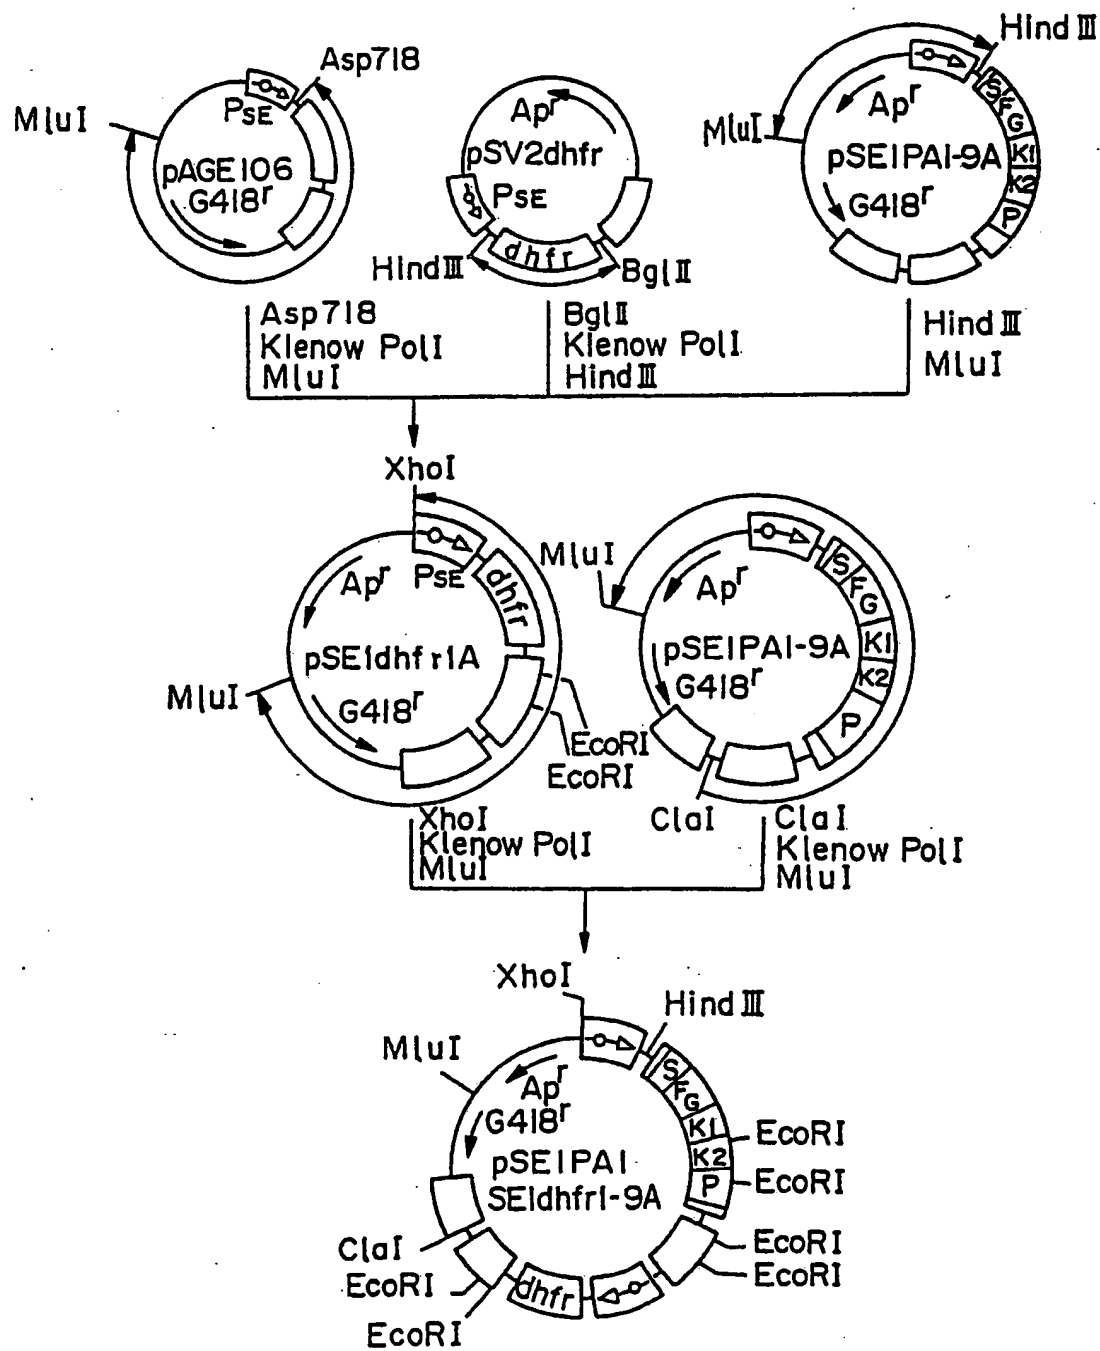 Asp718
MluI
PSE
pAGE106
G418r
Apr
pSV2dhfr
PSE
HindIII
dhfr
BglII
HindIII
MluI
Apr
pSE1PA1-9A
G418r
S
F
G
K1
K2
P
Asp718
Klenow PolI
MluI
BglII
Klenow PolI
HindIII
HindIII
MluI
XhoI
Apr
PSE
dhfr
pSE1dhfr1A
MluI
G418r
EcoRI
EcoRI
MluI
Apr
pSE1PA1-9A
G418r
S
F
G
K1
K2
P
ClaI
XhoI
Klenow PolI
MluI
ClaI
Klenow PolI
MluI
XhoI
HindIII
MluI
Apr
G418r
pSE1PA1
SE1dhfr1-9A
S
F
G
K1
K2
P
EcoRI
EcoRI
EcoRI
EcoRI
ClaI
EcoRI
EcoRI
dhfr